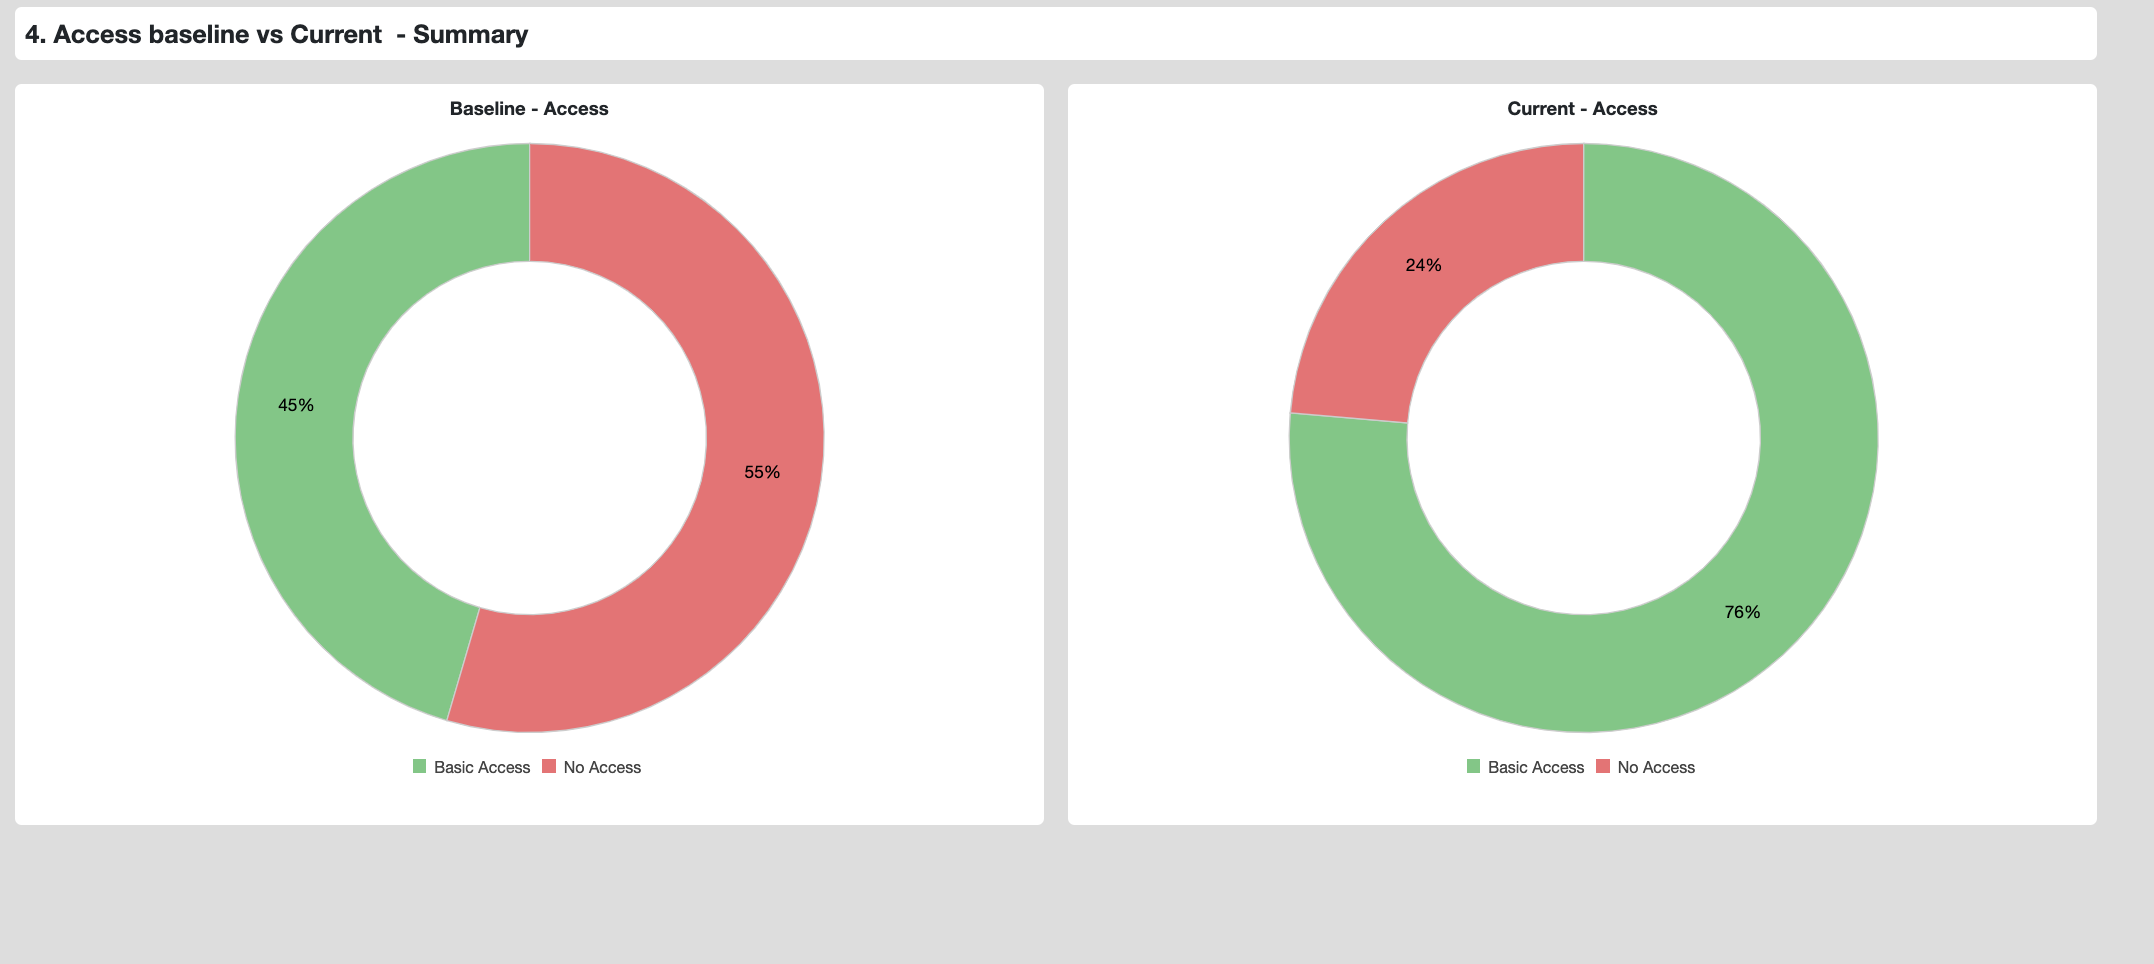 4. Access baseline vs Current  - Summary
Baseline - Access
45%
55%
Basic Access
No Access
Current - Access
24%
76%
Basic Access
No Access